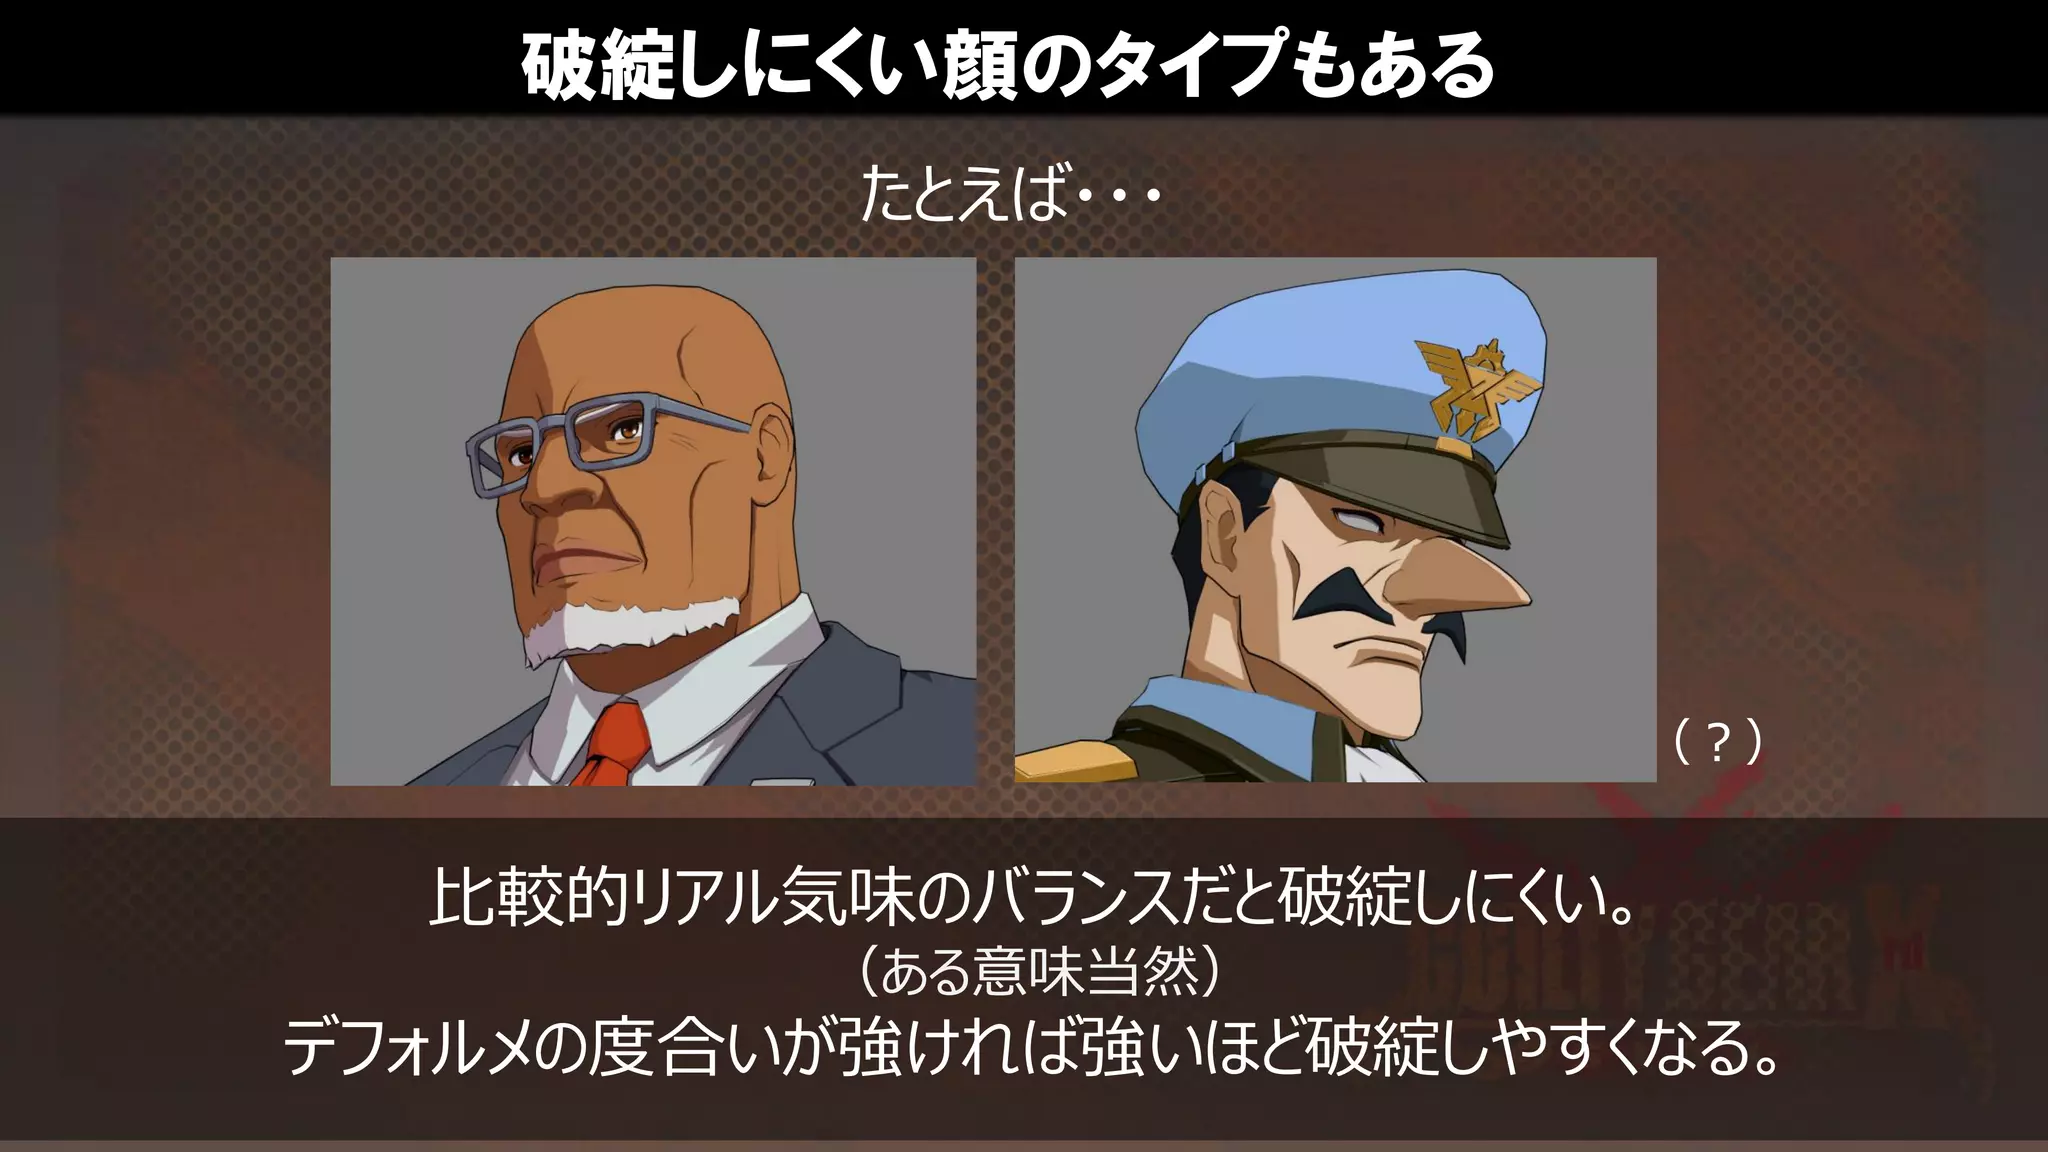 破綻しにくい顔のタイプもある
たとえば・・・
（？）
比較的リアル気味のバランスだと破綻しにくい。
（ある意味当然）
デフォルメの度合いが強ければ強いほど破綻しやすくなる。
GUILTY GEAR Xrd